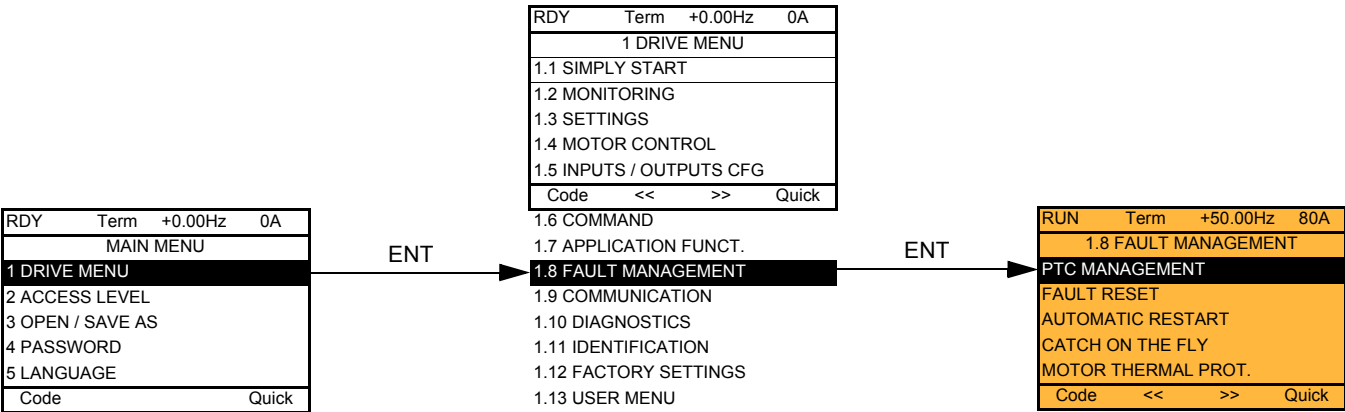 RDY Term +0.00Hz 0A
MAIN MENU
1 DRIVE MENU
2 ACCESS LEVEL
3 OPEN / SAVE AS
4 PASSWORD
5 LANGUAGE
Code Quick
ENT
RDY Term +0.00Hz 0A
1 DRIVE MENU
1.1 SIMPLY START
1.2 MONITORING
1.3 SETTINGS
1.4 MOTOR CONTROL
1.5 INPUTS / OUTPUTS CFG
Code << >> Quick
1.6 COMMAND
1.7 APPLICATION FUNCT.
1.8 FAULT MANAGEMENT
1.9 COMMUNICATION
1.10 DIAGNOSTICS
1.11 IDENTIFICATION
1.12 FACTORY SETTINGS
1.13 USER MENU
ENT
RUN Term +50.00Hz 80A
1.8 FAULT MANAGEMENT
PTC MANAGEMENT
FAULT RESET
AUTOMATIC RESTART
CATCH ON THE FLY
MOTOR THERMAL PROT.
Code << >> Quick